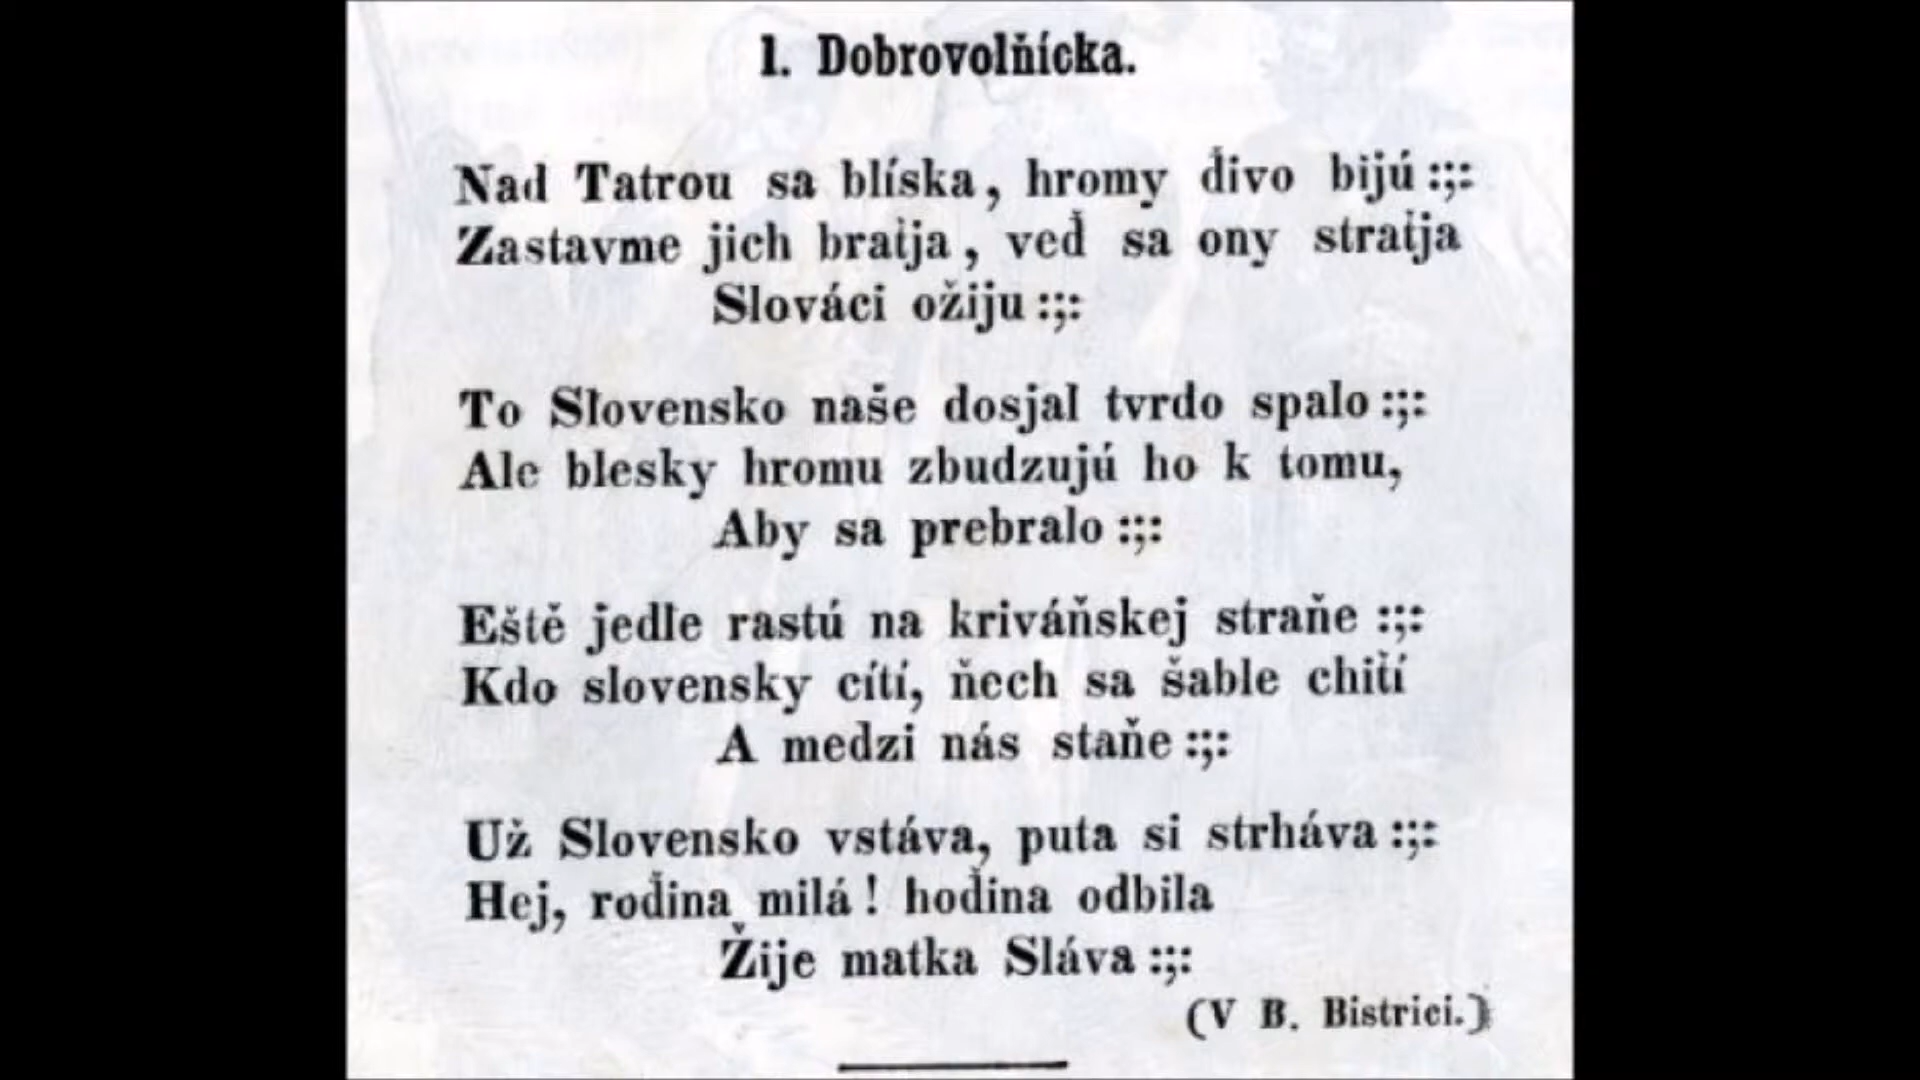 1. Dobrovolňícka.
Nad Tatrou sa blíska, hromy ďivo bijú :;:
Zastavme jich braťja, veď sa ony straťja
Slováci ožiju :;:
To Slovensko naše dosjal tvrdo spalo :;:
Ale blesky hromu zbudzujú ho k tomu,
Aby sa prebralo :;:
Eště jedle rastú na kriváňskej straňe :;:
Kdo slovensky cítí, ňech sa šable chiťí
A medzi nás staňe :;:
Už Slovensko vstáva, puta si strháva :;:
Hej, roďina milá! hoďina odbila
Žije matka Sláva :;:
(V B. Bistrici.)